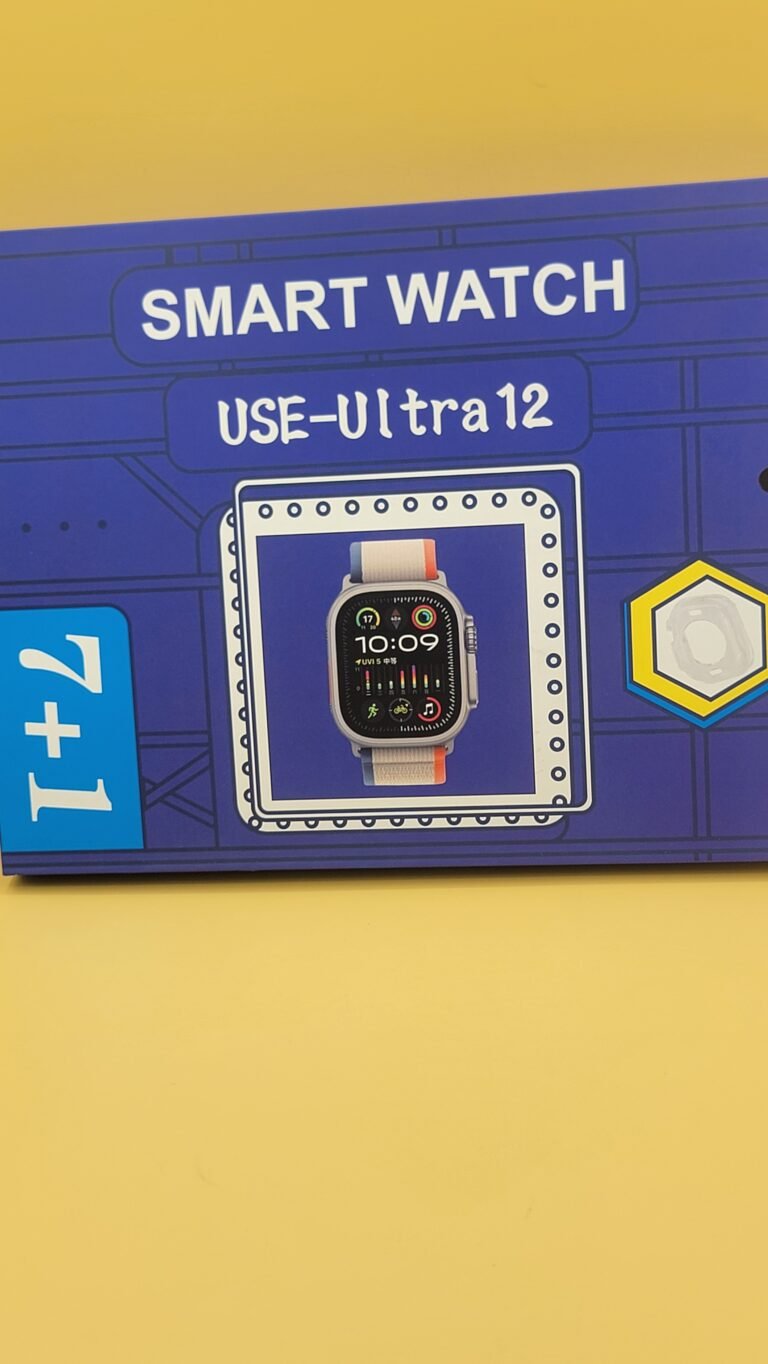 SMART WATCH
USE-Ultra12
17
10:09
UVI 5 中等
7+1